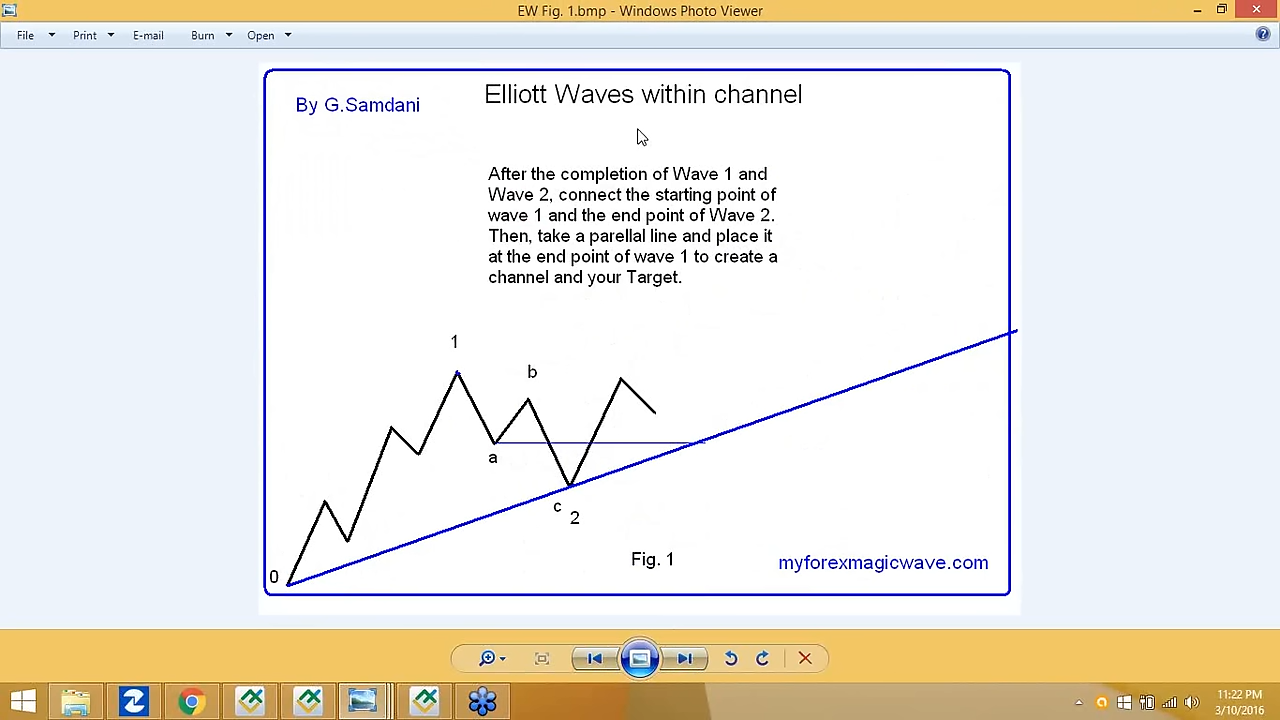 EW Fig. 1.bmp - Windows Photo Viewer
File Print E-mail Burn Open
By G.Samdani
Elliott Waves within channel
After the completion of Wave 1 and
Wave 2, connect the starting point of
wave 1 and the end point of Wave 2.
Then, take a parellal line and place it
at the end point of wave 1 to create a
channel and your Target.
1
b
a
c
2
0
Fig. 1
myforexmagicwave.com
11:22 PM
3/10/2016